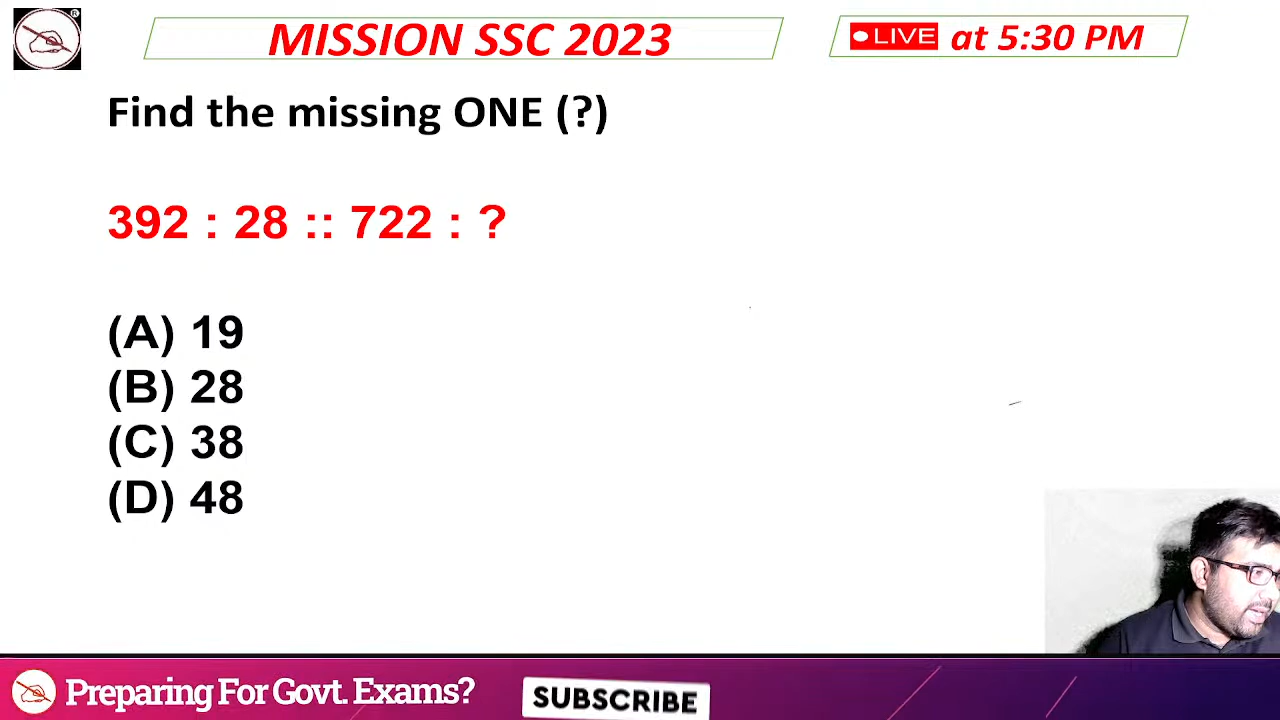 MISSION SSC 2023
LIVE at 5:30 PM
Find the missing ONE (?)
392 : 28 :: 722 : ?
(A) 19
(B) 28
(C) 38
(D) 48
Preparing For Govt. Exams?
SUBSCRIBE
®